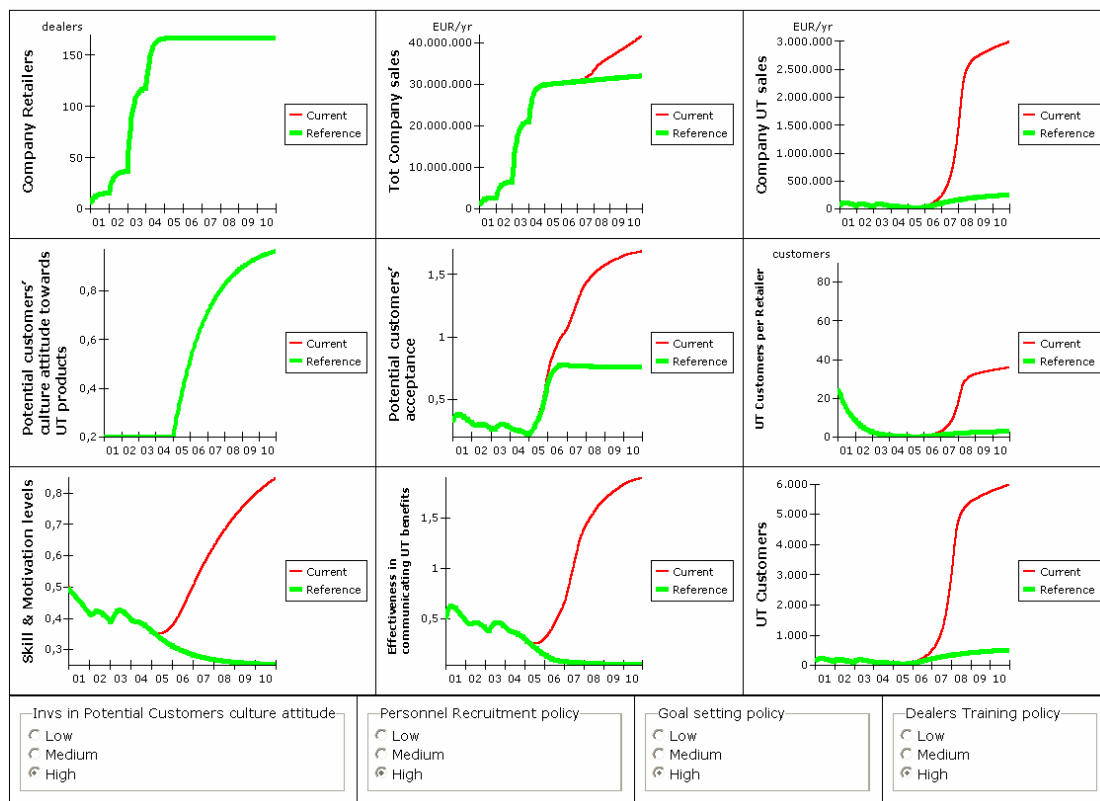 dealers
Company Retailers
150
100
50
0
01 02 03 04 05 06 07 08 09 10
Current
Reference
EUR/yr
Tot Company sales
40.000.000
30.000.000
20.000.000
10.000.000
0
01 02 03 04 05 06 07 08 09 10
Current
Reference
EUR/yr
Company UT sales
3.000.000
2.500.000
2.000.000
1.500.000
1.000.000
500.000
0
01 02 03 04 05 06 07 08 09 10
Current
Reference
Potential customers'
culture attitude towards
UT products
0,8
0,6
0,4
0,2
01 02 03 04 05 06 07 08 09 10
Current
Reference
Potential customers'
acceptance
1,5
1
0,5
01 02 03 04 05 06 07 08 09 10
Current
Reference
customers
UT Customers per Retailer
80
60
40
20
0
01 02 03 04 05 06 07 08 09 10
Current
Reference
Skill & Motivation levels
0,8
0,7
0,6
0,5
0,4
0,3
01 02 03 04 05 06 07 08 09 10
Current
Reference
Effectiveness in
communicating UT benefits
1,5
1
0,5
01 02 03 04 05 06 07 08 09 10
Current
Reference
UT Customers
6.000
5.000
4.000
3.000
2.000
1.000
0
01 02 03 04 05 06 07 08 09 10
Current
Reference
Invs in Potential Customers culture attitude
Low
Medium
High
Personnel Recruitment policy
Low
Medium
High
Goal setting policy
Low
Medium
High
Dealers Training policy
Low
Medium
High